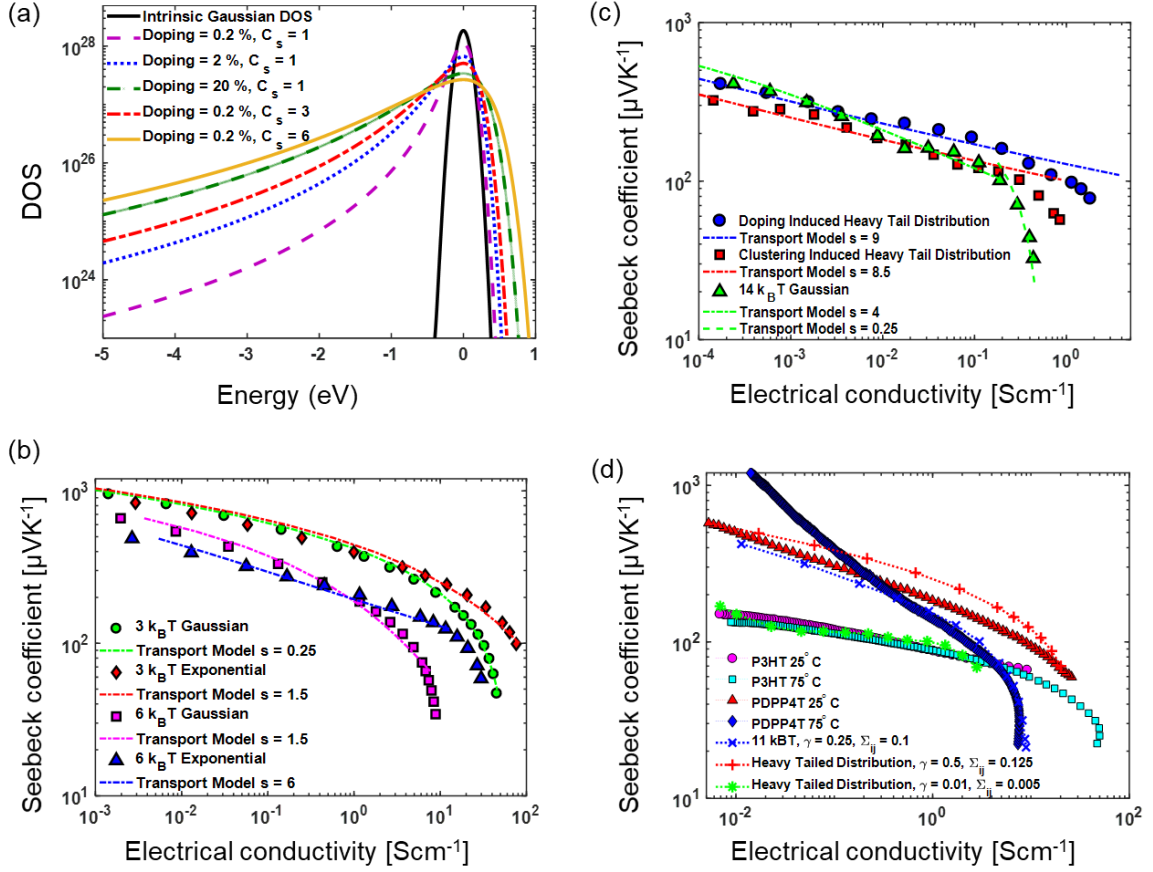 (a)
DOS
10^28
10^26
10^24
Intrinsic Gaussian DOS
Doping = 0.2 %, C_s = 1
Doping = 2 %, C_s = 1
Doping = 20 %, C_s = 1
Doping = 0.2 %, C_s = 3
Doping = 0.2 %, C_s = 6
-5 -4 -3 -2 -1 0 1
Energy (eV)
(c)
Seebeck coefficient [µVK⁻¹]
10^3
10^2
10^1
Doping Induced Heavy Tail Distribution
Transport Model s = 9
Clustering Induced Heavy Tail Distribution
Transport Model s = 8.5
14 k_B T Gaussian
Transport Model s = 4
Transport Model s = 0.25
10^-4 10^-3 10^-2 10^-1 10^0
Electrical conductivity [Scm⁻¹]
(b)
Seebeck coefficient [µVK⁻¹]
10^3
10^2
10^1
3 k_B T Gaussian
Transport Model s = 0.25
3 k_B T Exponential
Transport Model s = 1.5
6 k_B T Gaussian
Transport Model s = 1.5
6 k_B T Exponential
Transport Model s = 6
10^-3 10^-2 10^-1 10^0 10^1 10^2
Electrical conductivity [Scm⁻¹]
(d)
Seebeck coefficient [µVK⁻¹]
10^3
10^2
10^1
P3HT 25°C
P3HT 75°C
PDPP4T 25°C
PDPP4T 75°C
11 kBT, γ = 0.25, Σ_ij = 0.1
Heavy Tailed Distribution, γ = 0.5, Σ_ij = 0.125
Heavy Tailed Distribution, γ = 0.01, Σ_ij = 0.005
10^-2 10^0 10^2
Electrical conductivity [Scm⁻¹]